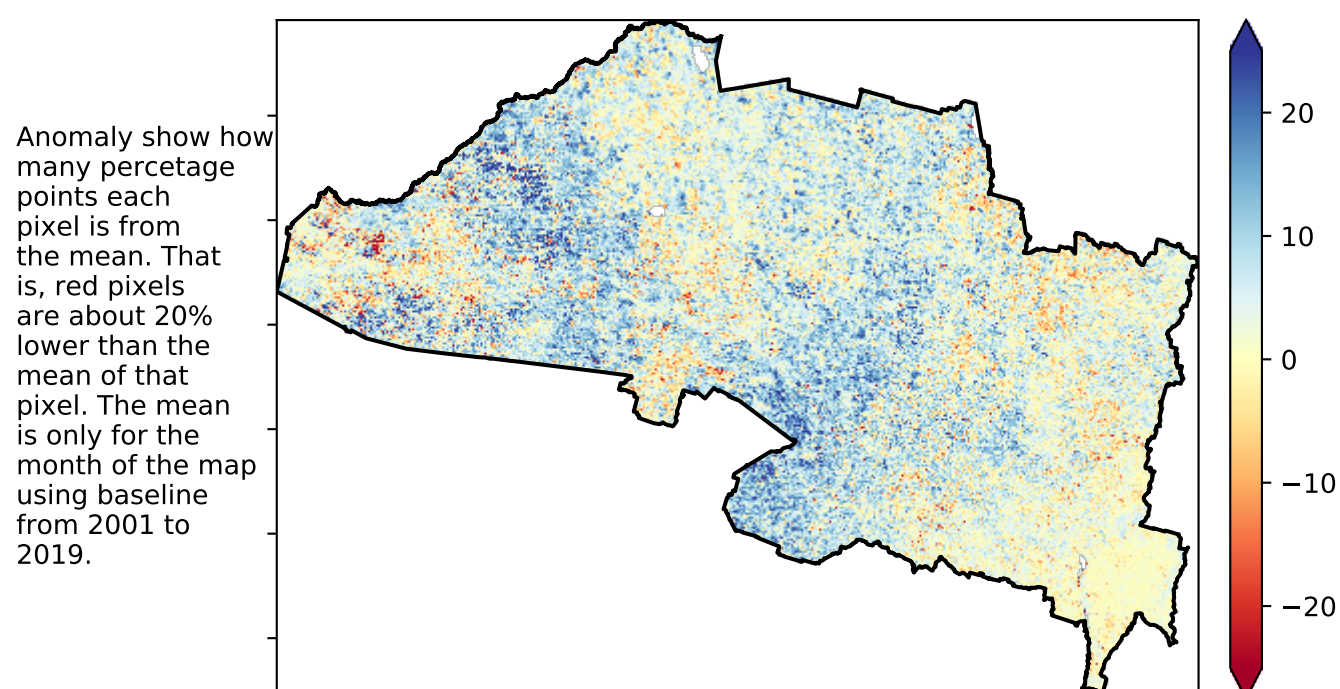 Anomaly show how
many percetage
points each
pixel is from
the mean. That
is, red pixels
are about 20%
lower than the
mean of that
pixel. The mean
is only for the
month of the map
using baseline
from 2001 to
2019.
20
10
0
−10
−20